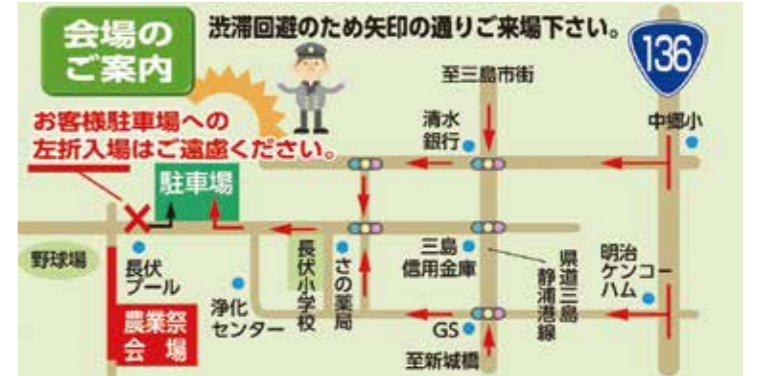 会場の
ご案内
渋滞回避のため矢印の通りご来場下さい。
136
至三島市街
お客様駐車場への
左折入場はご遠慮ください。
清水
銀行
中郷小
駐車場
野球場
長伏
プール
浄化
センター
長伏小学校
さの薬局
三島
信用金庫
県道三島
静浦港線
明治
ケンコー
ハム
農業祭
会場
GS
至新城橋